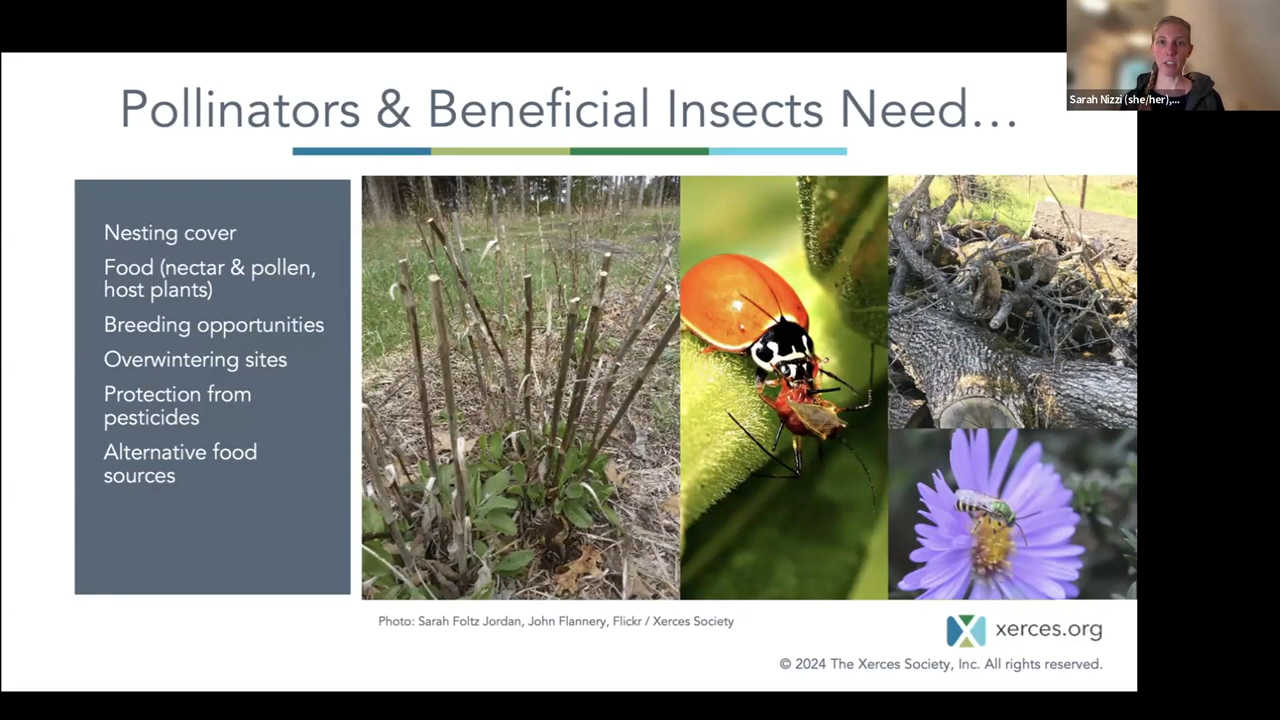 Pollinators & Beneficial Insects Need…
Sarah Nizzi (she/her),...
Nesting cover
Food (nectar & pollen,
host plants)
Breeding opportunities
Overwintering sites
Protection from
pesticides
Alternative food
sources
Photo: Sarah Foltz Jordan, John Flannery, Flickr / Xerces Society
xerces.org
© 2024 The Xerces Society, Inc. All rights reserved.